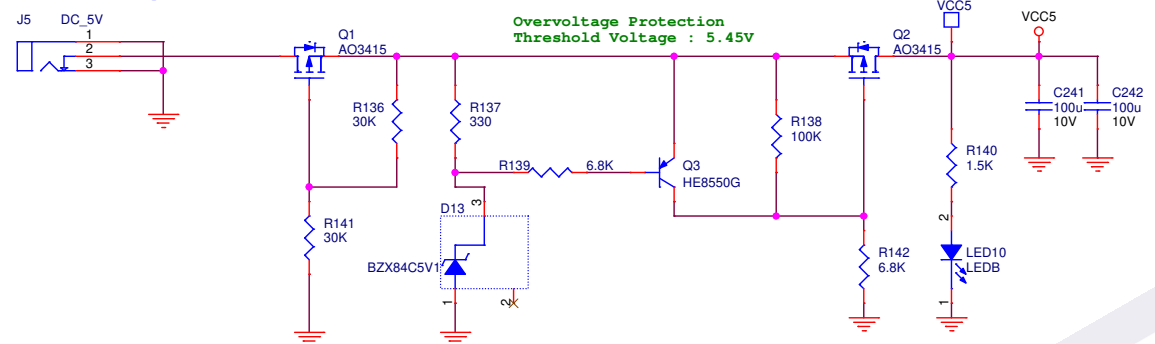 J5
DC_5V
1
2
3
Q1
AO3415
Overvoltage Protection
Threshold Voltage : 5.45V
Q2
AO3415
VCC5
VCC5
R136
30K
R137
330
R138
100K
C241
100u
10V
C242
100u
10V
R139
6.8K
Q3
HE8550G
R140
1.5K
R141
30K
D13
3
BZX84C5V1
1
2
R142
6.8K
2
LED10
LEDB
1